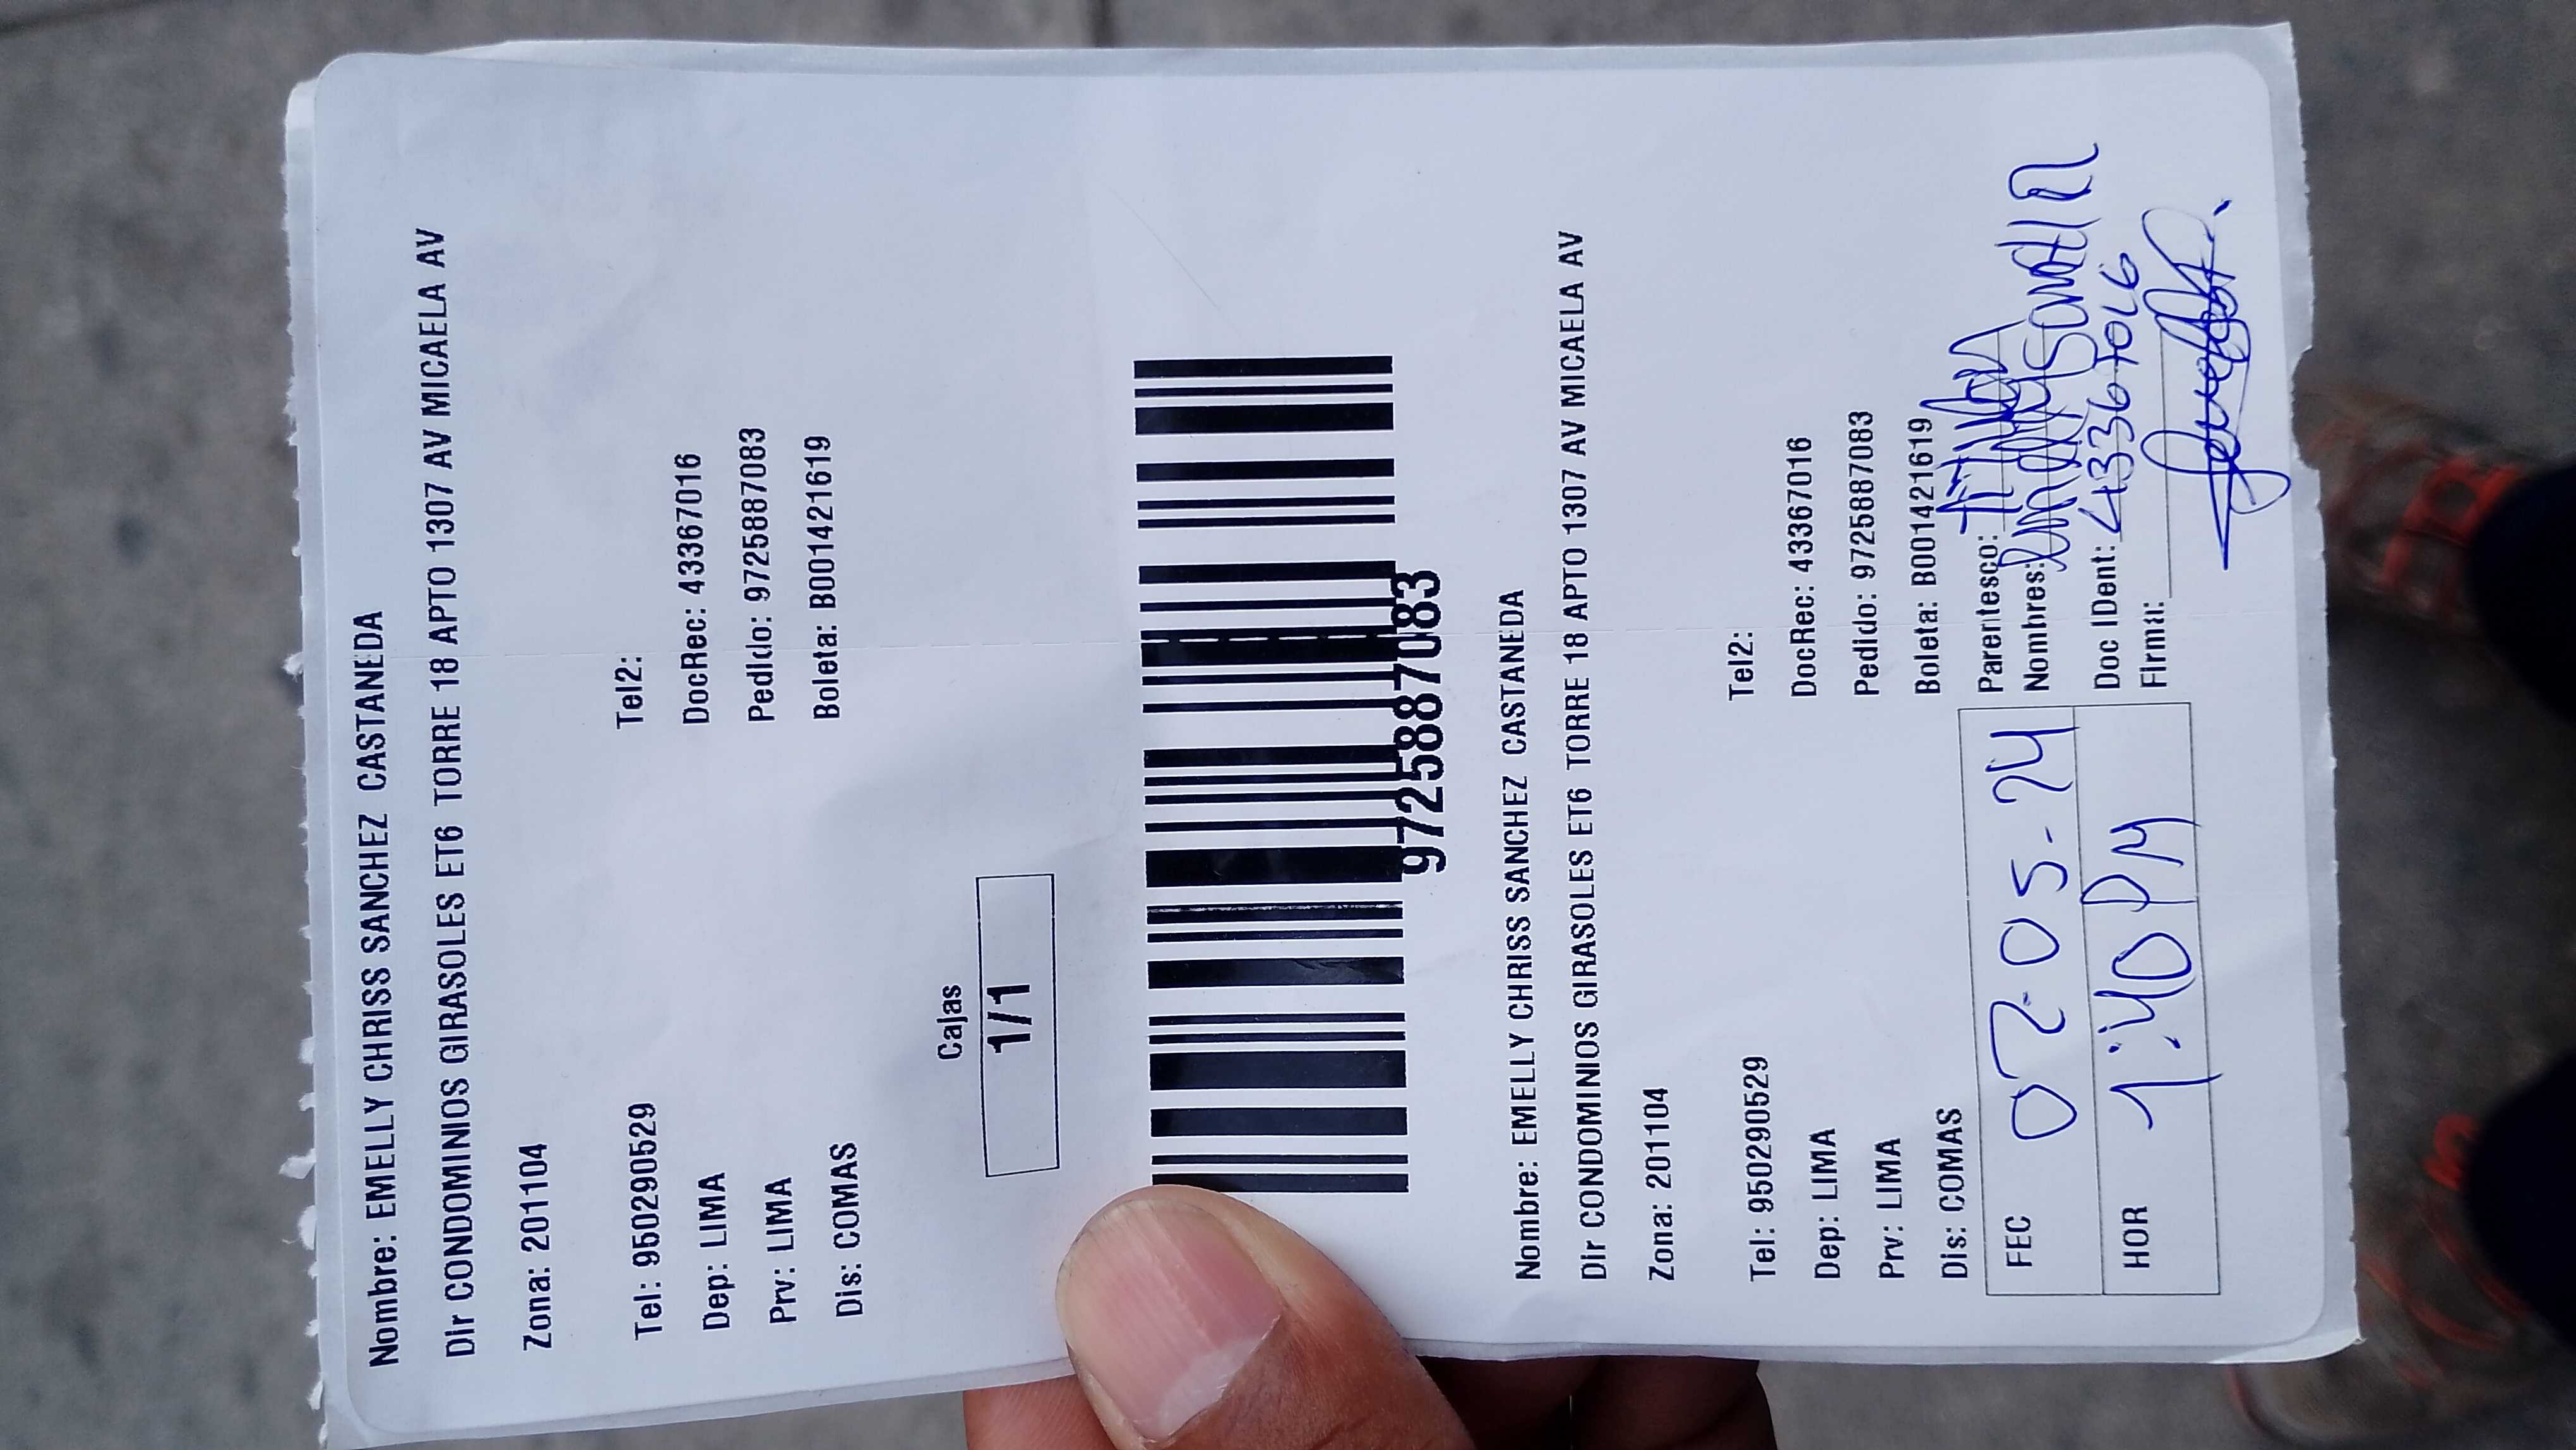 Nombre: EMELLY CHRISS SANCHEZ CASTANEDA
Dir CONDOMINIOS GIRASOLES ET6 TORRE 18 APTO 1307 AV MICAELA AV
Zona: 201104
Tel: 950290529 Tel2:
Dep: LIMA DocRec: 43367016
Prv: LIMA Pedido: 9725887083
Dis: COMAS Boleta: B001421619
Cajas
1/1
9725887083
Nombre: EMELLY CHRISS SANCHEZ CASTANEDA
Dir CONDOMINIOS GIRASOLES ET6 TORRE 18 APTO 1307 AV MICAELA AV
Zona: 201104
Tel: 950290529 Tel2:
Dep: LIMA DocRec: 43367016
Prv: LIMA Pedido: 9725887083
Dis: COMAS Boleta: B001421619
FEC 02-05-24 Parentesco:
Nombres:
HOR 1:40 PM Doc IDent: 43367016
Firma: